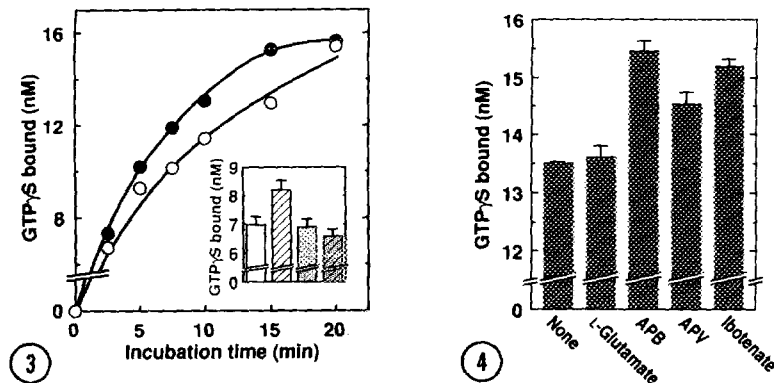 16
12
8
0
GTPγS bound (nM)
0
5
10
15
20
Incubation time (min)
9
8
7
6
0
GTPγS bound (nM)
3
16
15
14
13
12
0
GTPγS bound (nM)
None
L-Glutamate
APB
APV
Ibotenate
4